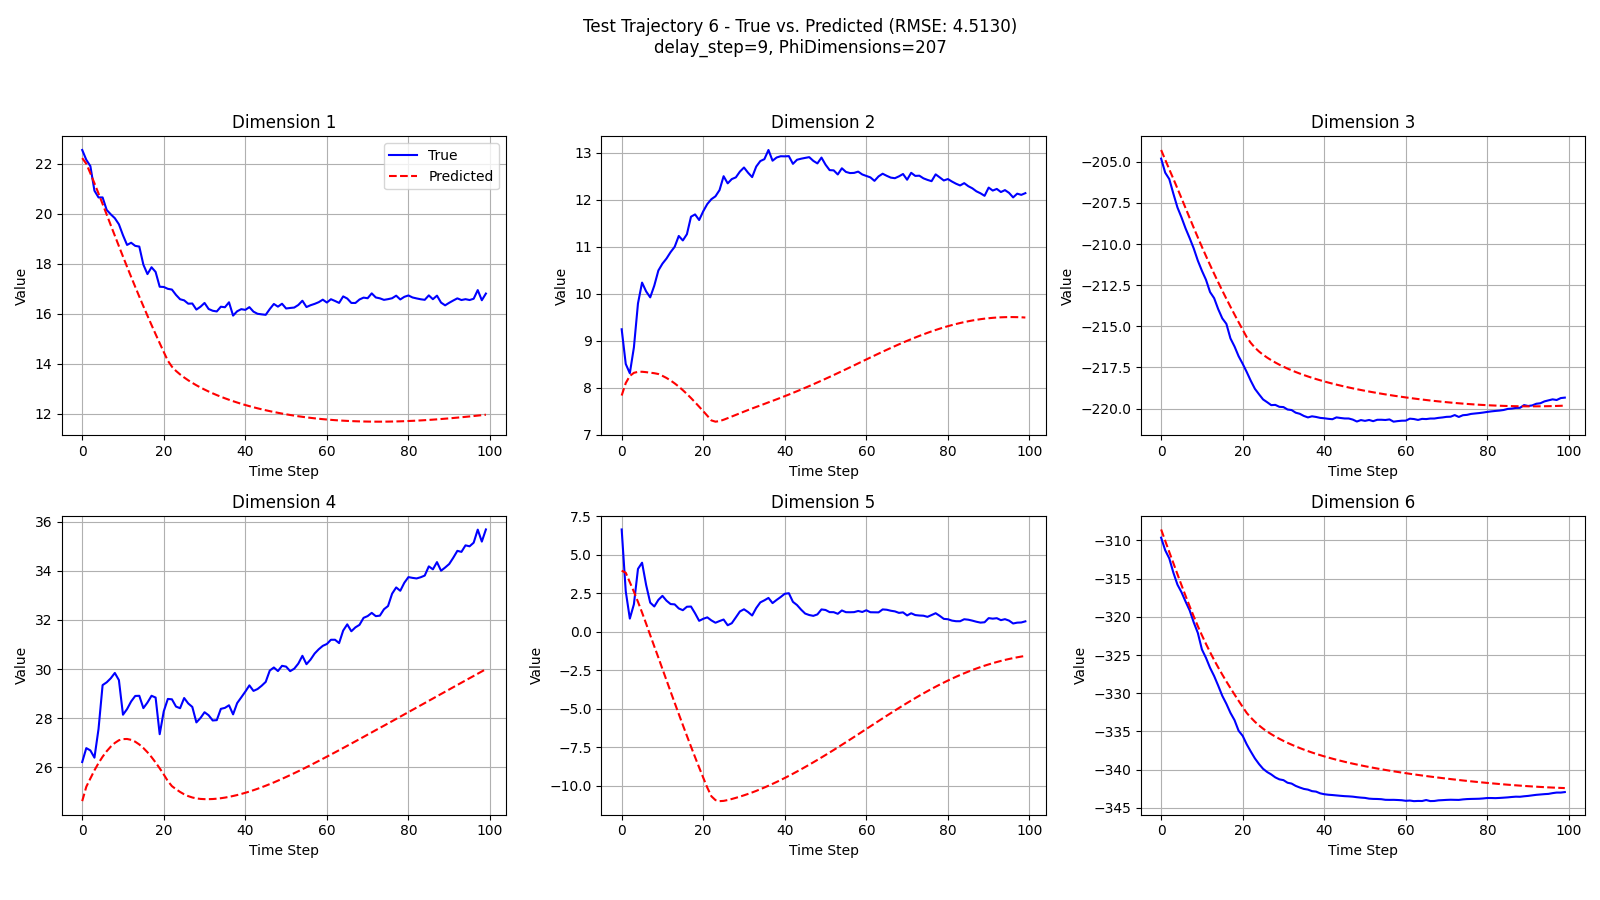 Test Trajectory 6 - True vs. Predicted (RMSE: 4.5130)
delay_step=9, PhiDimensions=207
Dimension 1
True
Predicted
22
20
18
16
14
12
Value
0 20 40 60 80 100
Time Step
Dimension 2
13
12
11
10
9
8
7
Value
0 20 40 60 80 100
Time Step
Dimension 3
−205.0
−207.5
−210.0
−212.5
−215.0
−217.5
−220.0
Value
0 20 40 60 80 100
Time Step
Dimension 4
36
34
32
30
28
26
Value
0 20 40 60 80 100
Time Step
Dimension 5
7.5
5.0
2.5
0.0
−2.5
−5.0
−7.5
−10.0
Value
0 20 40 60 80 100
Time Step
Dimension 6
−310
−315
−320
−325
−330
−335
−340
−345
Value
0 20 40 60 80 100
Time Step